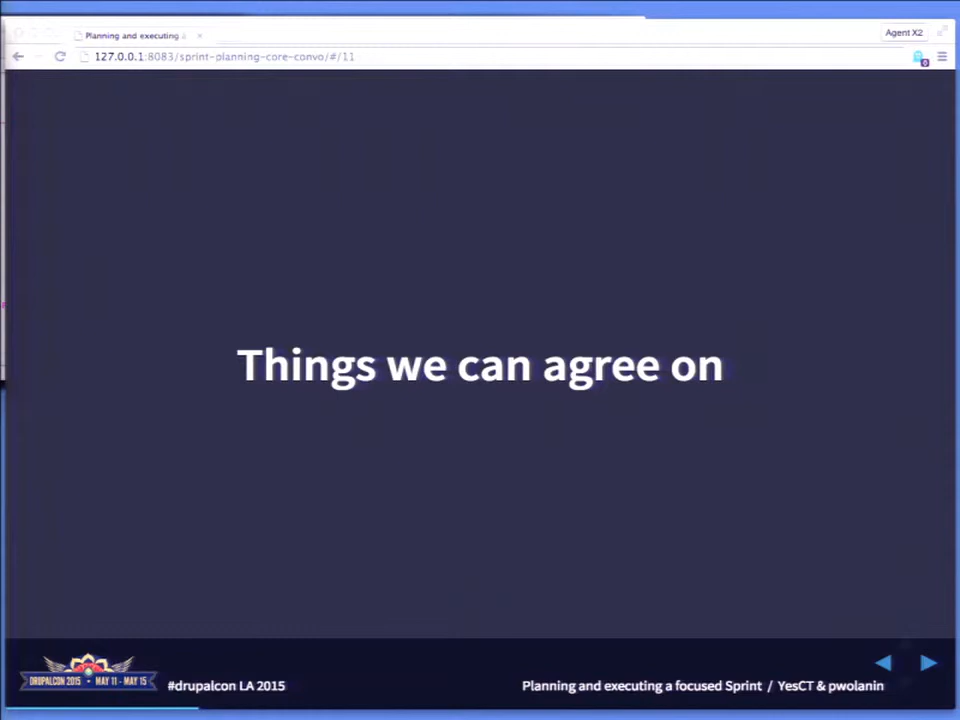 Planning and executing a
Agent X2
127.0.0.1:8083/sprint-planning-core-convo/#/11
Things we can agree on
DRUPALCON 2015 • MAY 11 - MAY 15
#drupalcon LA 2015
Planning and executing a focused Sprint / YesCT & pwolanin